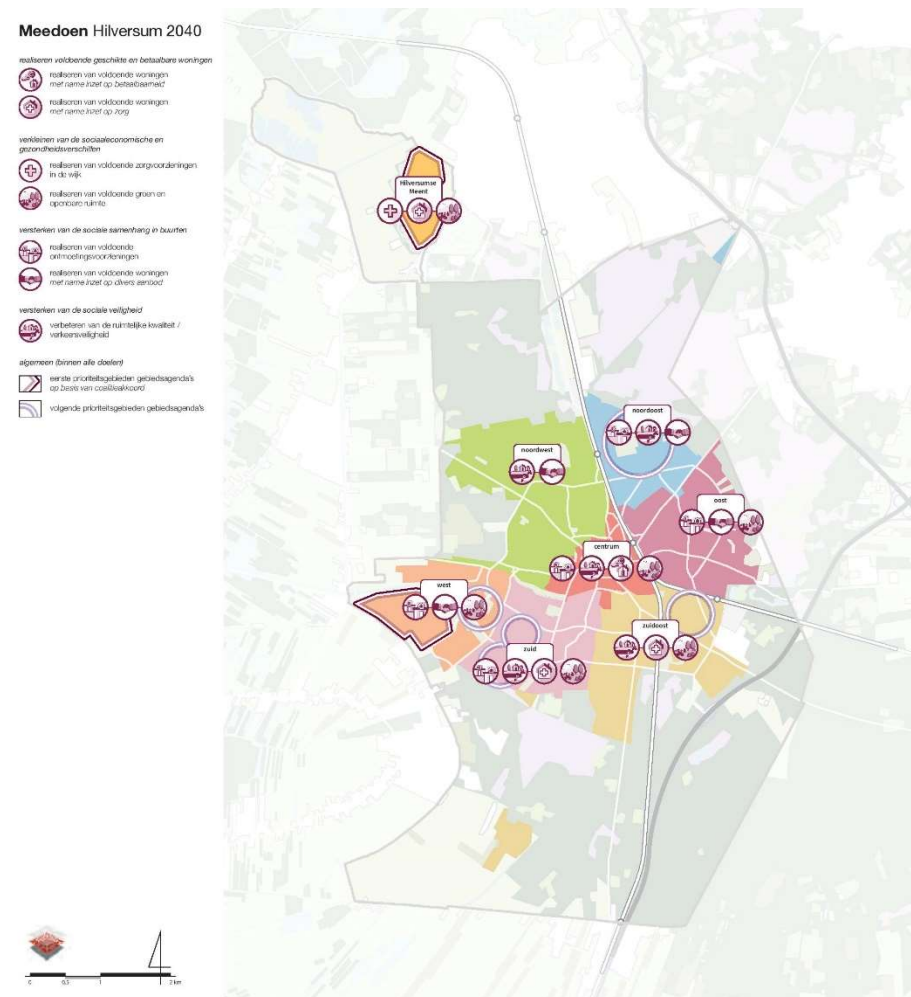 Meedoen Hilversum 2040
realiseren voldoende geschikte en betaalbare woningen
realiseren van voldoende woningen
met name inzet op betaalbaarheid
realiseren van voldoende woningen
met name inzet op zorg
verkleinen van de sociaaleconomische en
gezondheidsverschillen
realiseren van voldoende zorgvoorzieningen
in de wijk
realiseren van voldoende groen en
openbare ruimte
versterken van de sociale samenhang in buurten
realiseren van voldoende
ontmoetingsvoorzieningen
realiseren van voldoende woningen
met name inzet op divers aanbod
versterken van de sociale veiligheid
verbeteren van de ruimtelijke kwaliteit /
verkeersveiligheid
algemeen (binnen alle doelen)
eerste prioriteitsgebieden gebiedsagenda's
op basis van coalitieakkoord
volgende prioriteitsgebieden gebiedsagenda's
Hilversumse
Meent
noordoost
noordwest
oost
centrum
west
zuidoost
zuid
0 0,5 1 2 km